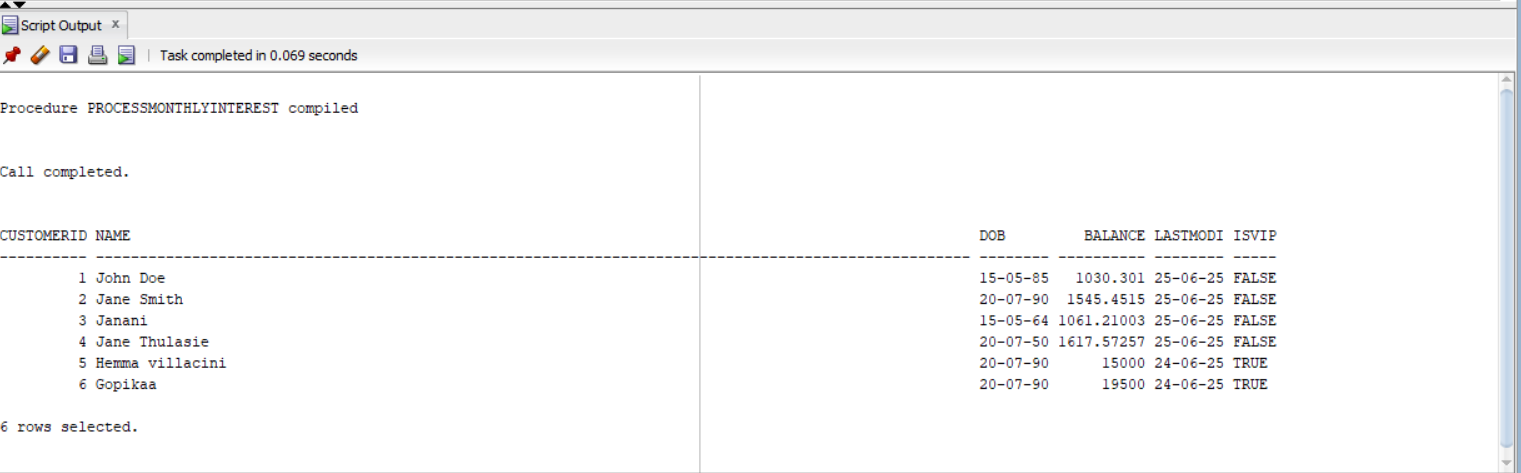 Script Output x
Task completed in 0.069 seconds
Procedure PROCESSMONTHLYINTEREST compiled
Call completed.
CUSTOMERID NAME DOB BALANCE LASTMODI ISVIP
---------- ---------------------------------------------------------------------------------------------------- -------- ---------- -------- -----
1 John Doe 15-05-85 1030.301 25-06-25 FALSE
2 Jane Smith 20-07-90 1545.4515 25-06-25 FALSE
3 Janani 15-05-64 1061.21003 25-06-25 FALSE
4 Jane Thulasie 20-07-50 1617.57257 25-06-25 FALSE
5 Hemma villacini 20-07-90 15000 24-06-25 TRUE
6 Gopikaa 20-07-90 19500 24-06-25 TRUE
6 rows selected.